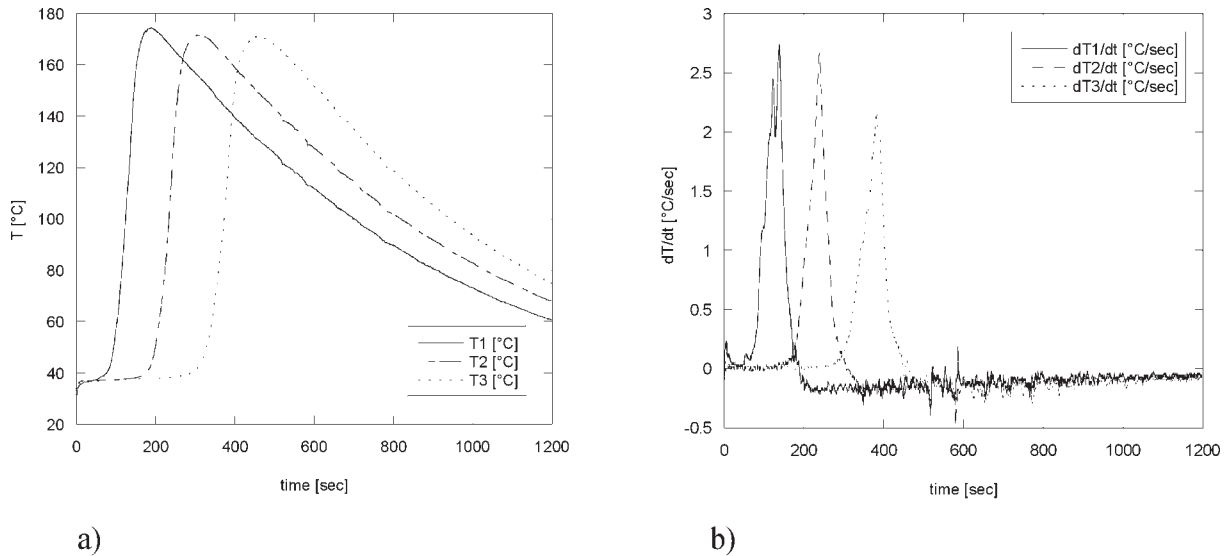 180
160
140
120
100
80
60
40
20
T [°C]
0
200
400
600
800
1000
1200
time [sec]
T1 [°C]
T2 [°C]
T3 [°C]
a)
3
2.5
2
1.5
1
0.5
0
-0.5
dT/dt [°C/sec]
0
200
400
600
800
1000
1200
time [sec]
dT1/dt [°C/sec]
dT2/dt [°C/sec]
dT3/dt [°C/sec]
b)